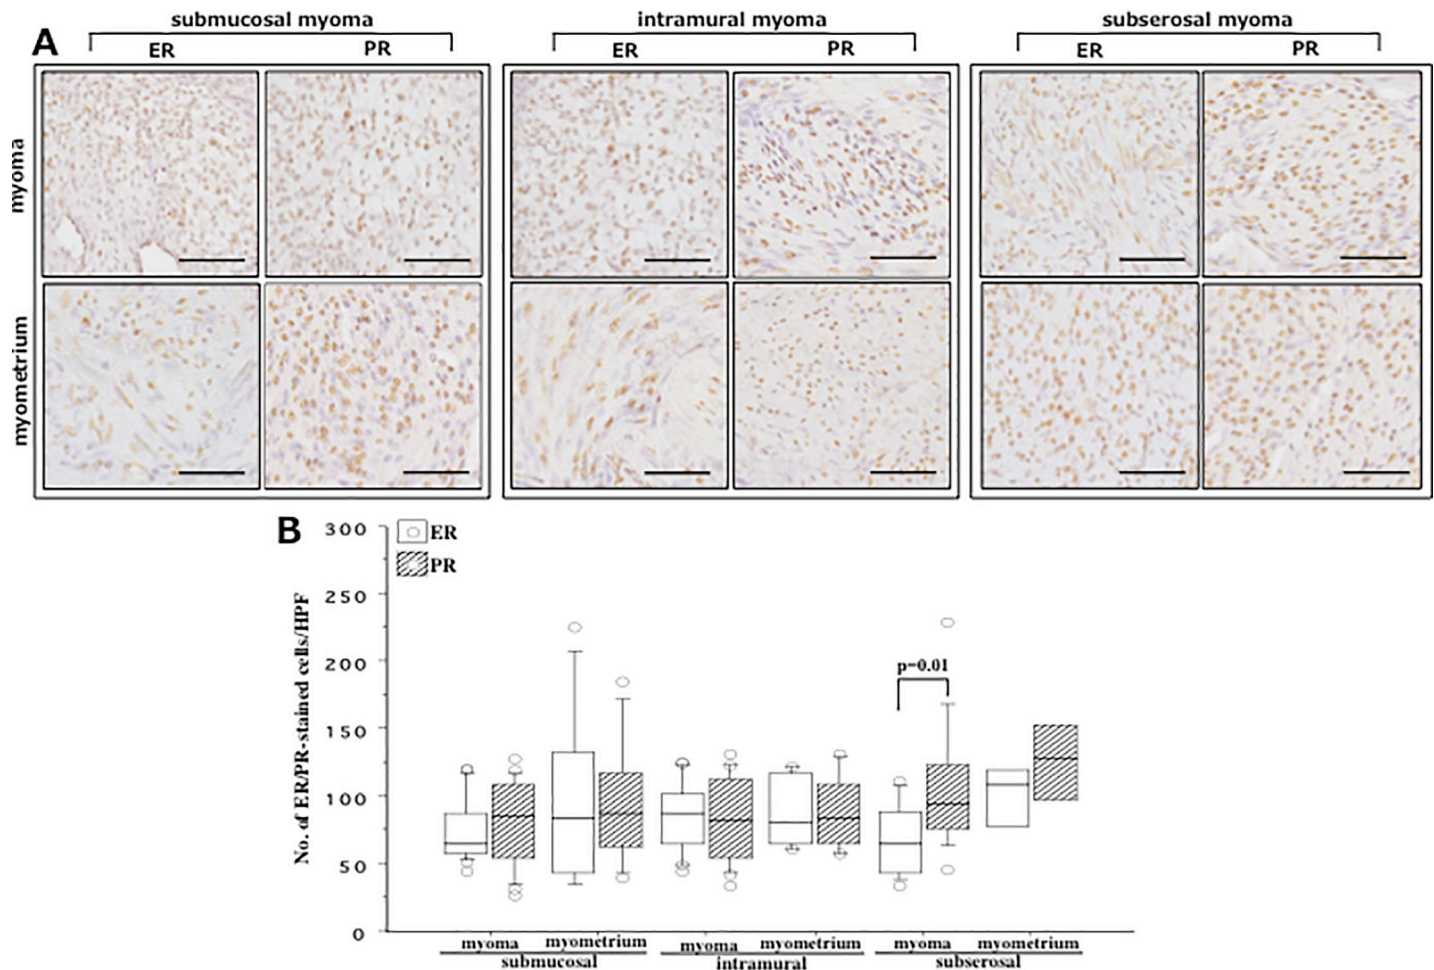 submucosal myoma intramural myoma subserosal myoma
A ER PR ER PR ER PR
myoma
myometrium
B
ER
PR
No. of ER/PR-stained cells/HPF
300
250
200
150
100
50
0
p=0.01
myoma myometrium myoma myometrium myoma myometrium
submucosal intramural subserosal